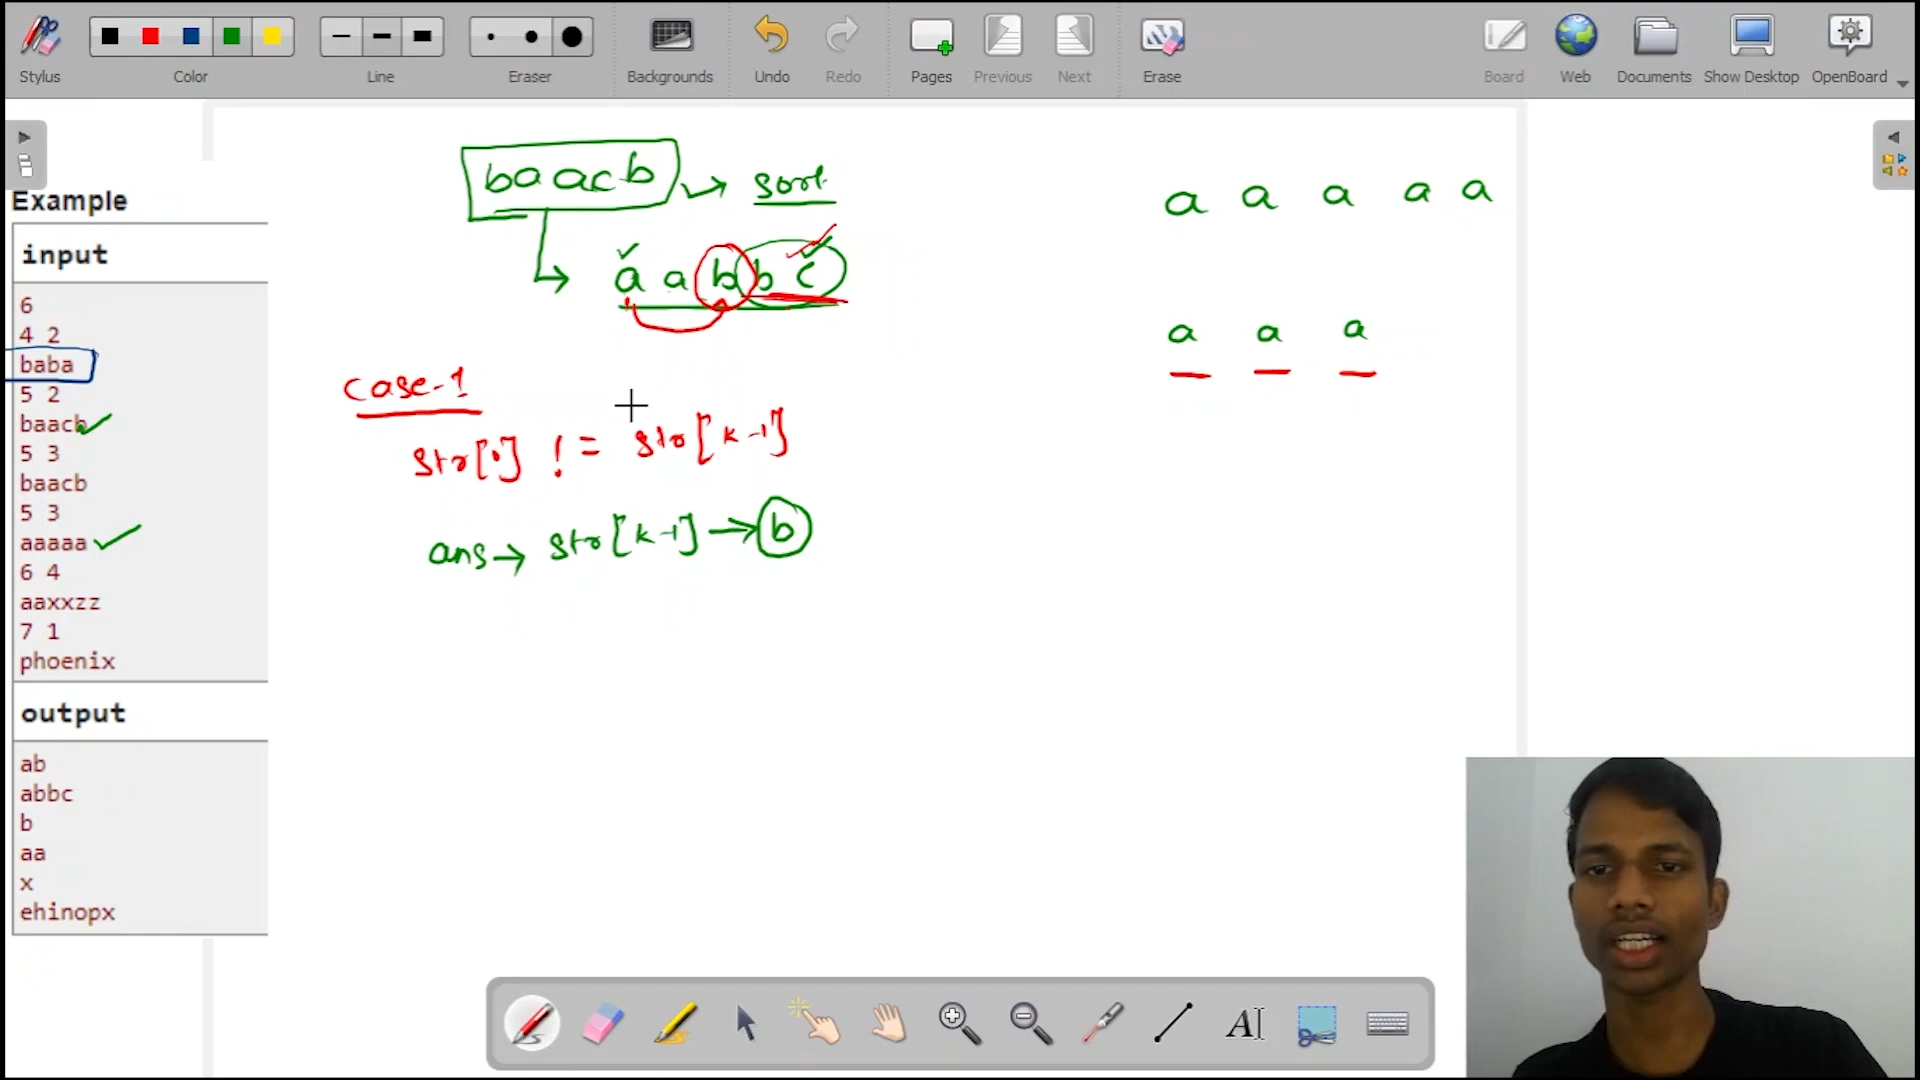 Stylus
Color
Line
Eraser
Backgrounds
Undo
Redo
Pages
Previous
Next
Erase
Board
Web
Documents
Show Desktop
OpenBoard
Example
input
6
4 2
baba
5 2
baacb
5 3
baacb
5 3
aaaaa
6 4
aaxxzz
7 1
phoenix
output
ab
abbc
b
aa
x
ehinopx
baacb → sort
a a b b c
Case-1
str[0] != str[k-1]
ans → str[k-1] → b
a a a a a
a a a
A